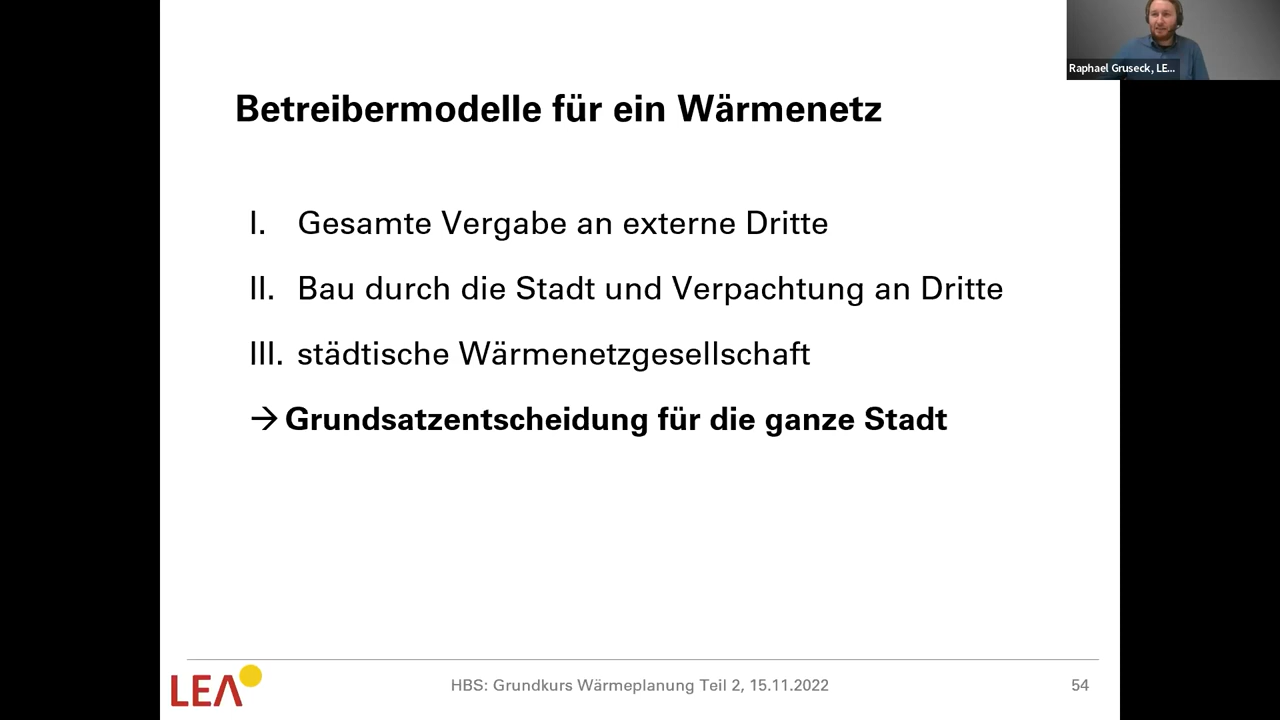 Raphael Gruseck, LE...
Betreibermodelle für ein Wärmenetz
I. Gesamte Vergabe an externe Dritte
II. Bau durch die Stadt und Verpachtung an Dritte
III. städtische Wärmenetzgesellschaft
→ Grundsatzentscheidung für die ganze Stadt
LEA
HBS: Grundkurs Wärmeplanung Teil 2, 15.11.2022
54